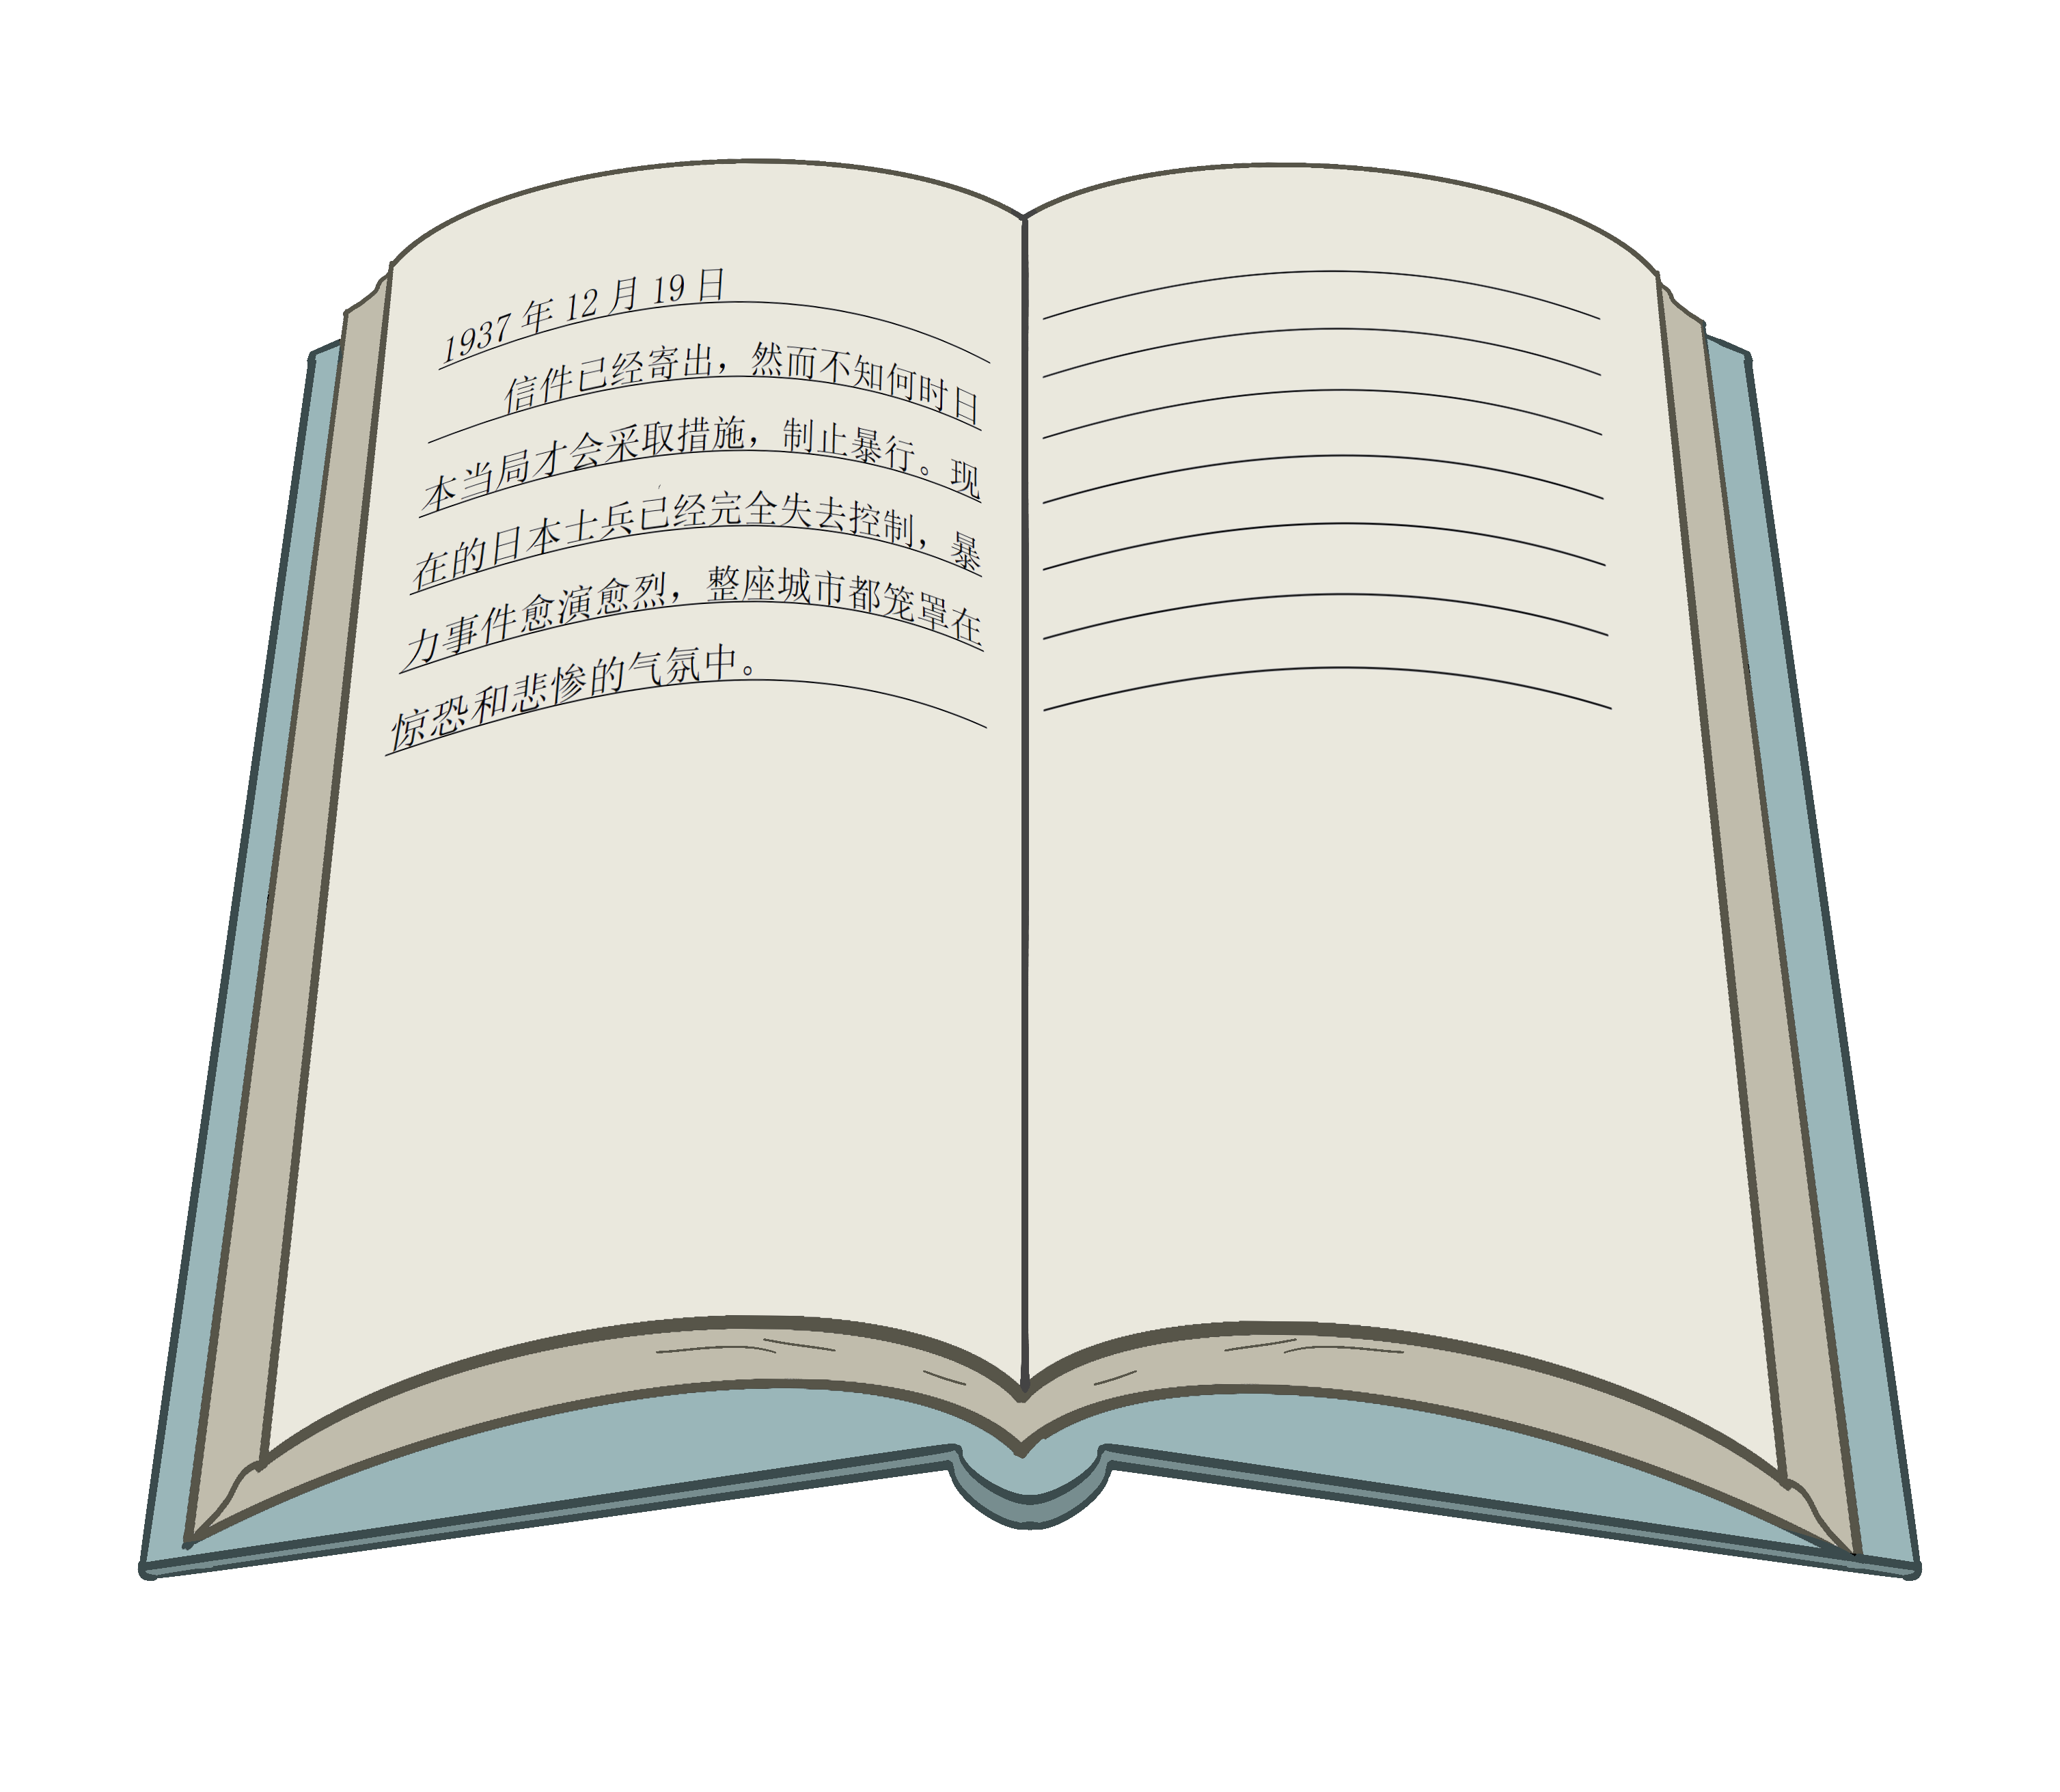 1937年12月19日
信件已经寄出，然而不知何时日
本当局才会采取措施，制止暴行。现
在的日本士兵已经完全失去控制，暴
力事件愈演愈烈，整座城市都笼罩在
惊恐和悲惨的气氛中。